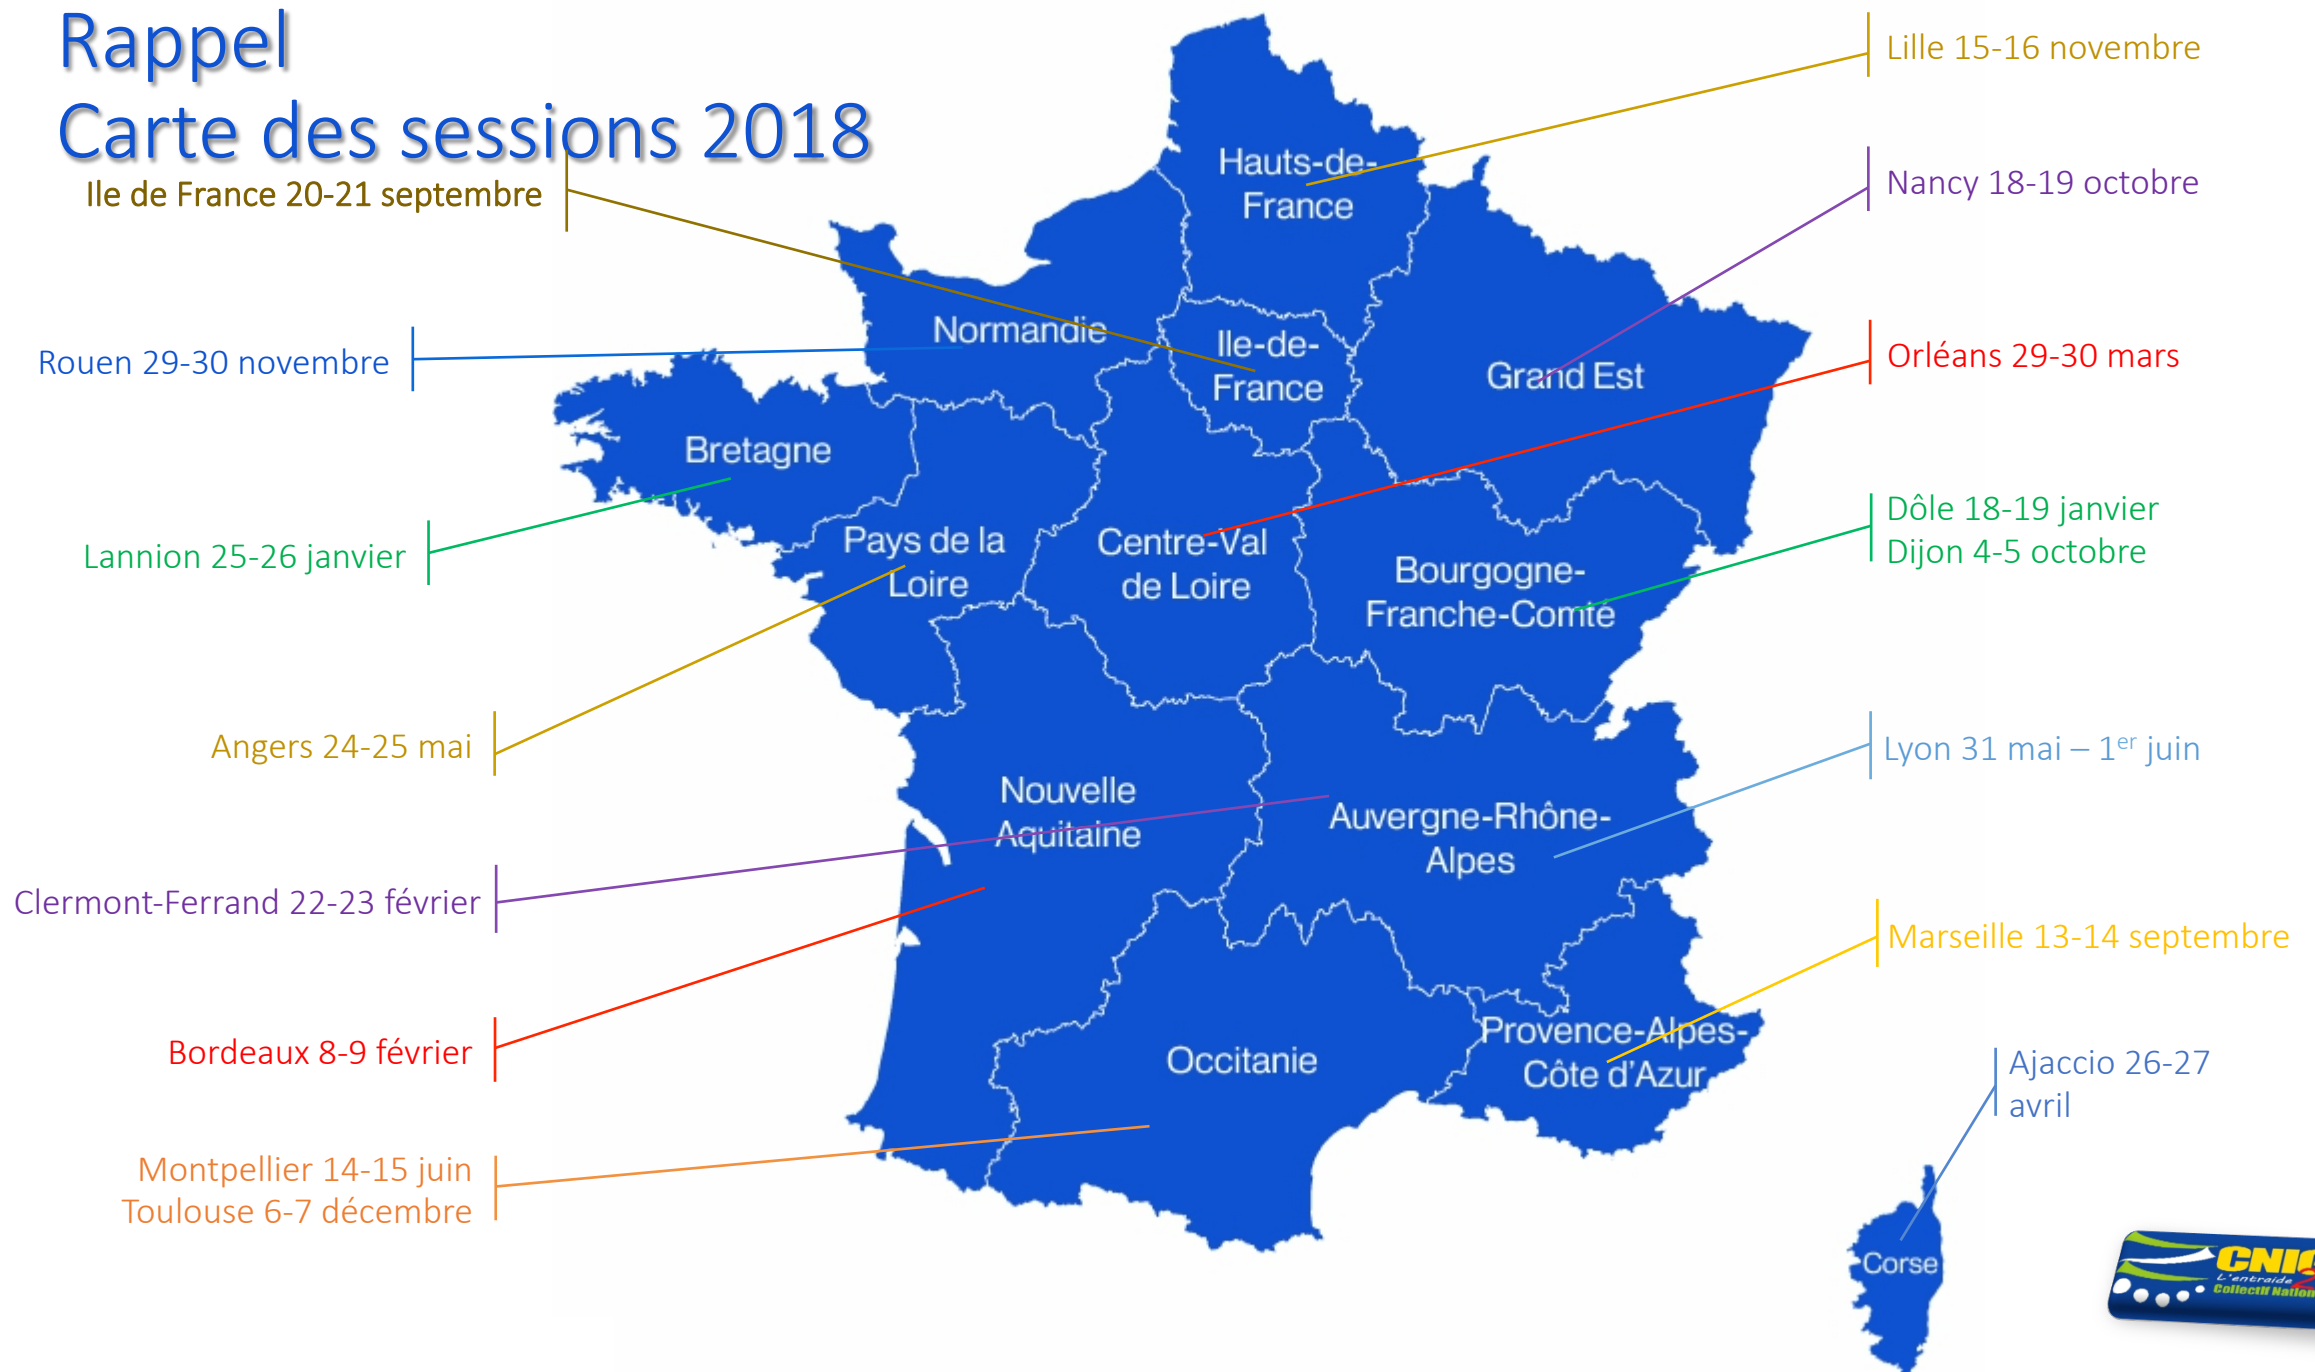 Rappel
Carte des sessions 2018
Ile de France 20-21 septembre
Rouen 29-30 novembre
Lannion 25-26 janvier
Angers 24-25 mai
Clermont-Ferrand 22-23 février
Bordeaux 8-9 février
Montpellier 14-15 juin
Toulouse 6-7 décembre
Hauts-de-
France
Normandie
Ile-de-
France
Grand Est
Bretagne
Pays de la
Loire
Centre-Val
de Loire
Bourgogne-
Franche-Comté
Nouvelle
Aquitaine
Auvergne-Rhône-
Alpes
Occitanie
Provence-Alpes-
Côte d'Azur
Corse
Lille 15-16 novembre
Nancy 18-19 octobre
Orléans 29-30 mars
Dôle 18-19 janvier
Dijon 4-5 octobre
Lyon 31 mai – 1er juin
Marseille 13-14 septembre
Ajaccio 26-27
avril
L'entraide
Collectif